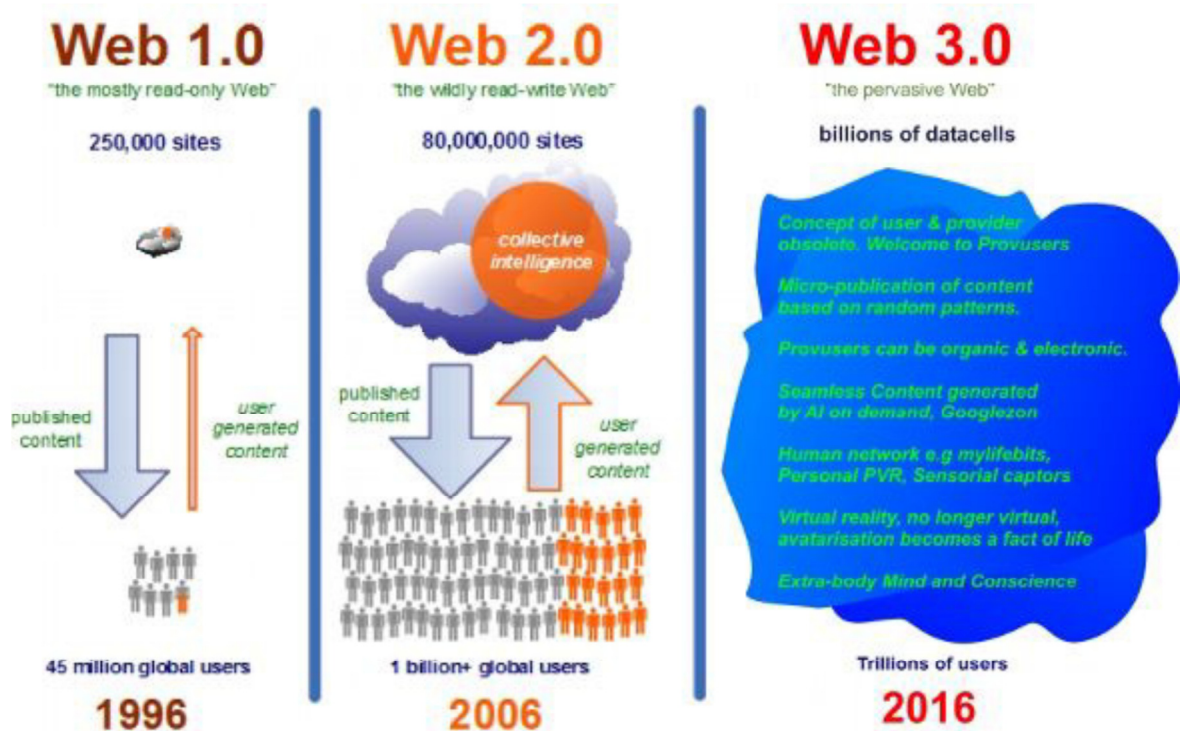 Web 1.0
"the mostly read-only Web"
250,000 sites
published
content
user
generated
content
45 million global users
1996
Web 2.0
"the wildly read-write Web"
80,000,000 sites
collective
intelligence
published
content
user
generated
content
1 billion+ global users
2006
Web 3.0
"the pervasive Web"
billions of datacells
Concept of user & provider
obsolete. Welcome to Provusers
Micro-publication of content
based on random patterns.
Provusers can be organic & electronic.
Seamless Content generated
by AI on demand, Googlezon
Human network e.g mylifebits,
Personal PVR, Sensorial captors
Virtual reality, no longer virtual,
avatarisation becomes a fact of life
Extra-body Mind and Conscience
Trillions of users
2016